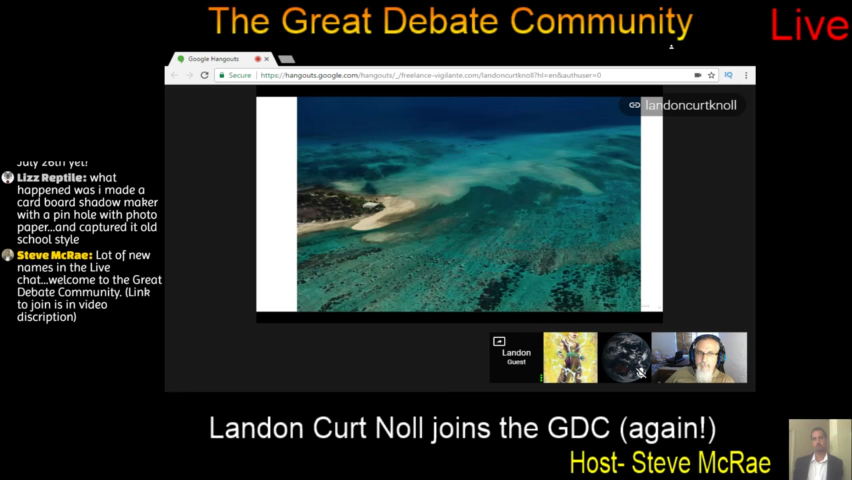 The Great Debate Community
Live
Google Hangouts
Secure
https://hangouts.google.com/hangouts/_/freelance-vigilante.com/landoncurtknoll?hl=en&authuser=0
landoncurtknoll
July 26th yet!
Lizz Reptile: what
happened was i made a
card board shadow maker
with a pin hole with photo
paper...and captured it old
school style
Steve McRae: Lot of new
names in the Live
chat...welcome to the Great
Debate Community. (Link
to join is in video
discription)
Landon
Guest
Landon Curt Noll joins the GDC (again!)
Host- Steve McRae